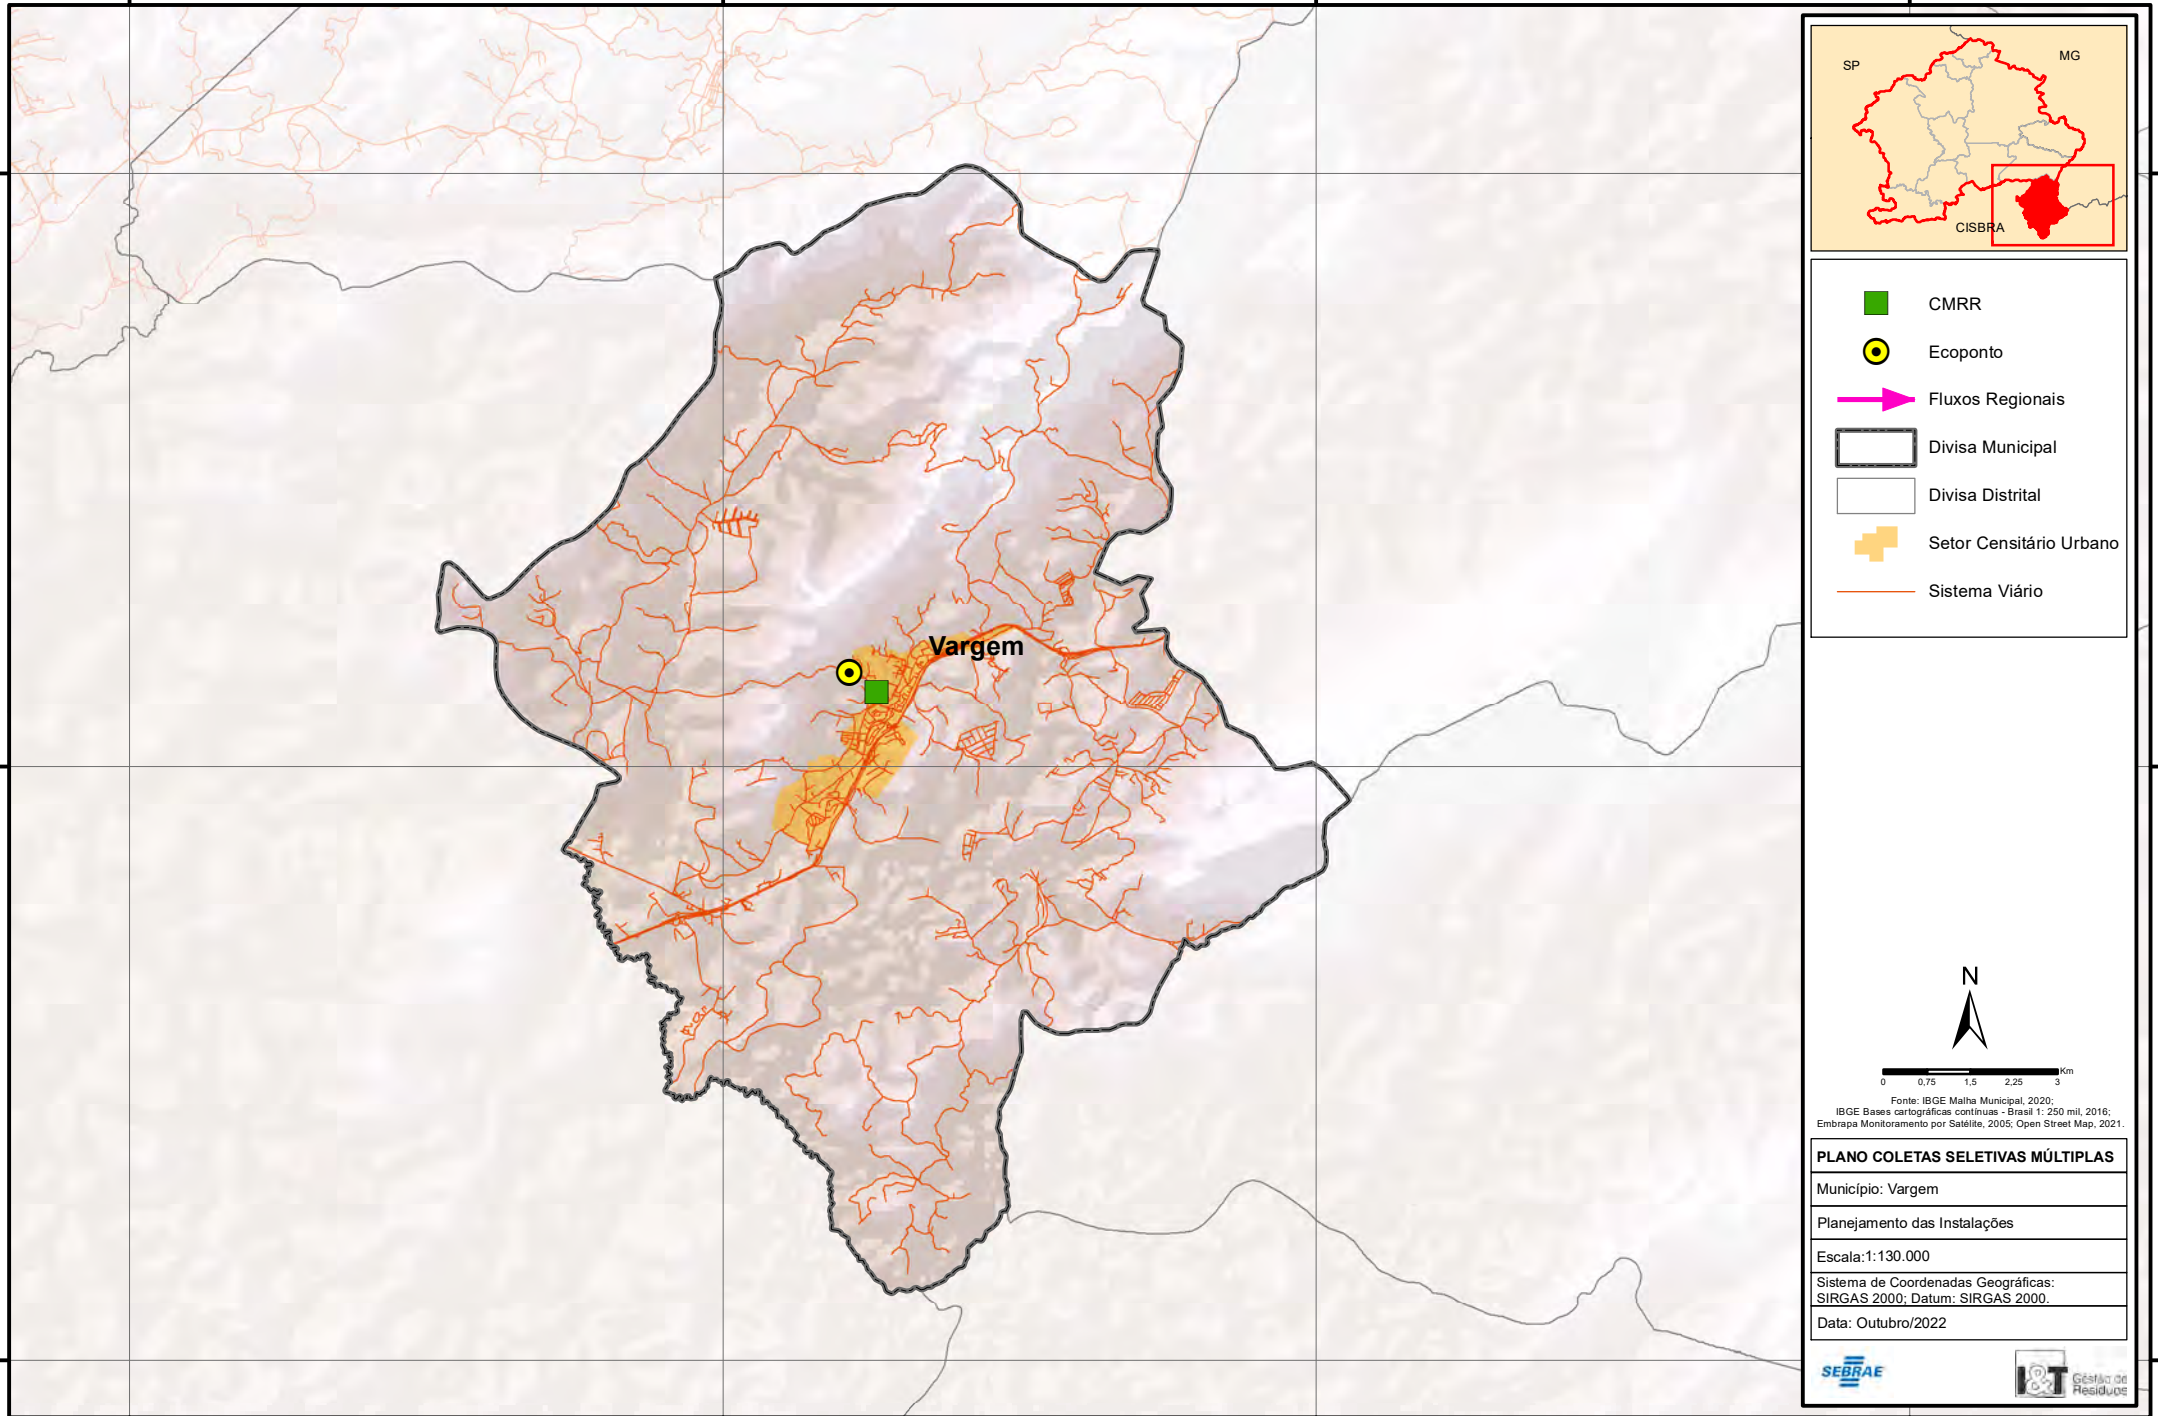 SP
MG
CISBRA
CMRR
Ecoponto
Fluxos Regionais
Divisa Municipal
Divisa Distrital
Setor Censitário Urbano
Sistema Viário
Vargem
N
0 0,75 1,5 2,25 3 Km
Fonte: IBGE Malha Municipal, 2020;
IBGE Bases cartográficas contínuas - Brasil 1: 250 mil, 2016;
Embrapa Monitoramento por Satélite, 2005; Open Street Map, 2021.
PLANO COLETAS SELETIVAS MÚLTIPLAS
Município: Vargem
Planejamento das Instalações
Escala:1:130.000
Sistema de Coordenadas Geográficas:
SIRGAS 2000; Datum: SIRGAS 2000.
Data: Outubro/2022
SEBRAE
I&T Gestão de
Resíduos